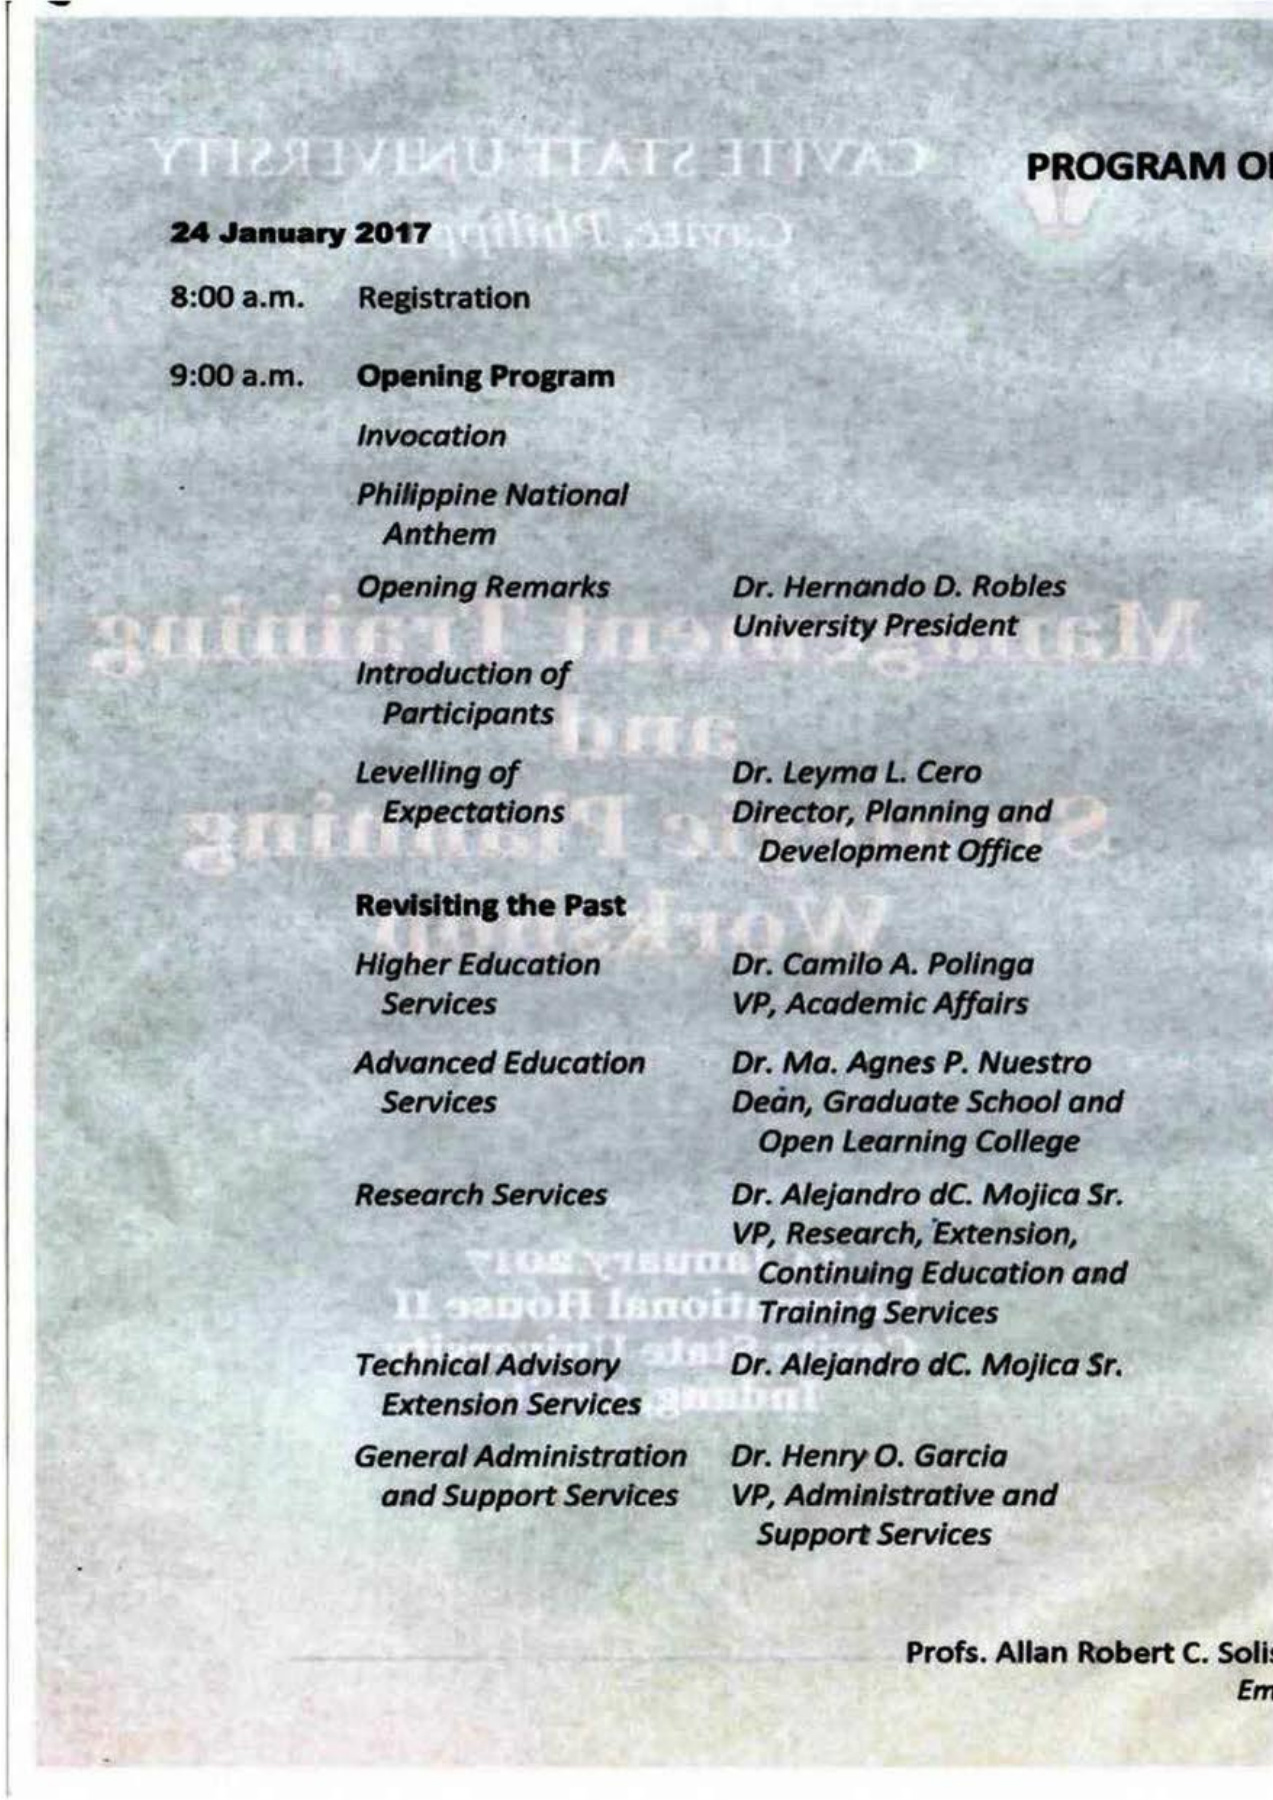 PROGRAM O
24 January 2017
8:00 a.m. Registration
9:00 a.m. Opening Program
Invocation
Philippine National
Anthem
Opening Remarks Dr. Hernando D. Robles
University President
Introduction of
Participants
Levelling of Dr. Leyma L. Cero
Expectations Director, Planning and
Development Office
Revisiting the Past
Higher Education Dr. Camilo A. Polinga
Services VP, Academic Affairs
Advanced Education Dr. Ma. Agnes P. Nuestro
Services Dean, Graduate School and
Open Learning College
Research Services Dr. Alejandro dC. Mojica Sr.
VP, Research, Extension,
Continuing Education and
Training Services
Technical Advisory Dr. Alejandro dC. Mojica Sr.
Extension Services
General Administration Dr. Henry O. Garcia
and Support Services VP, Administrative and
Support Services
Profs. Allan Robert C. Solis
Em